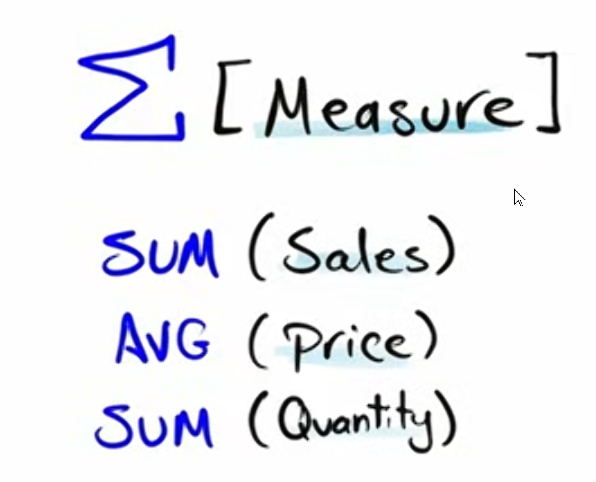 Σ [Measure]
SUM (Sales)
AVG (Price)
SUM (Quantity)